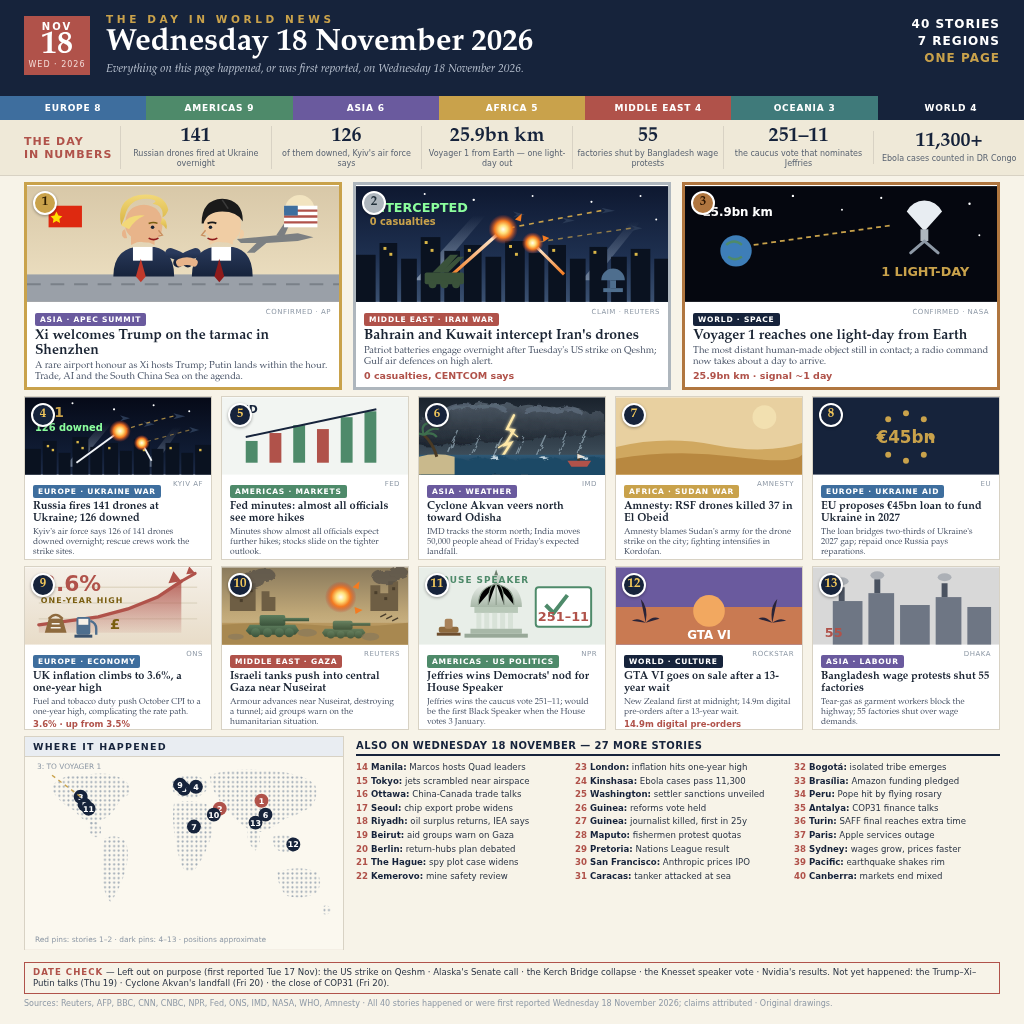 NOV
18
WED · 2026
THE DAY IN WORLD NEWS
Wednesday 18 November 2026
Everything on this page happened, or was first reported, on Wednesday 18 November 2026.
40 STORIES
7 REGIONS
ONE PAGE
EUROPE 8
AMERICAS 9
ASIA 6
AFRICA 5
MIDDLE EAST 4
OCEANIA 3
WORLD 4
THE DAY
IN NUMBERS
141
Russian drones fired at Ukraine
overnight
126
of them downed, Kyiv's air force
says
25.9bn km
Voyager 1 from Earth — one light-
day out
55
factories shut by Bangladesh wage
protests
251–11
the caucus vote that nominates
Jeffries
11,300+
Ebola cases counted in DR Congo
1
CONFIRMED · AP
ASIA · APEC SUMMIT
Xi welcomes Trump on the tarmac in
Shenzhen
A rare airport honour as Xi hosts Trump; Putin lands within the hour.
Trade, AI and the South China Sea on the agenda.
2
TERCEPTED
0 casualties
CLAIM · REUTERS
MIDDLE EAST · IRAN WAR
Bahrain and Kuwait intercept Iran's drones
Patriot batteries engage overnight after Tuesday's US strike on Qeshm;
Gulf air defences on high alert.
0 casualties, CENTCOM says
3
5.9bn km
1 LIGHT-DAY
CONFIRMED · NASA
WORLD · SPACE
Voyager 1 reaches one light-day from Earth
The most distant human-made object still in contact; a radio command
now takes about a day to arrive.
25.9bn km · signal ~1 day
4
1
126 downed
KYIV AF
EUROPE · UKRAINE WAR
Russia fires 141 drones at
Ukraine; 126 downed
Kyiv's air force says 126 of 141 drones
downed overnight; rescue crews work the
strike sites.
5
D
FED
AMERICAS · MARKETS
Fed minutes: almost all officials
see more hikes
Minutes show almost all officials expect
further hikes; stocks slide on the tighter
outlook.
6
IMD
ASIA · WEATHER
Cyclone Akvan veers north
toward Odisha
IMD tracks the storm north; India moves
50,000 people ahead of Friday's expected
landfall.
7
AMNESTY
AFRICA · SUDAN WAR
Amnesty: RSF drones killed 37 in
El Obeid
Amnesty blames Sudan's army for the drone
strike on the city; fighting intensifies in
Kordofan.
8
€45bn
EU
EUROPE · UKRAINE AID
EU proposes €45bn loan to fund
Ukraine in 2027
The loan bridges two-thirds of Ukraine's
2027 gap; repaid once Russia pays
reparations.
9
.6%
ONE-YEAR HIGH
£
ONS
EUROPE · ECONOMY
UK inflation climbs to 3.6%, a
one-year high
Fuel and tobacco duty push October CPI to a
one-year high, complicating the rate path.
3.6% · up from 3.5%
10
REUTERS
MIDDLE EAST · GAZA
Israeli tanks push into central
Gaza near Nuseirat
Armour advances near Nuseirat, destroying
housing; aid groups warn on the
humanitarian situation.
11
USE SPEAKER
251–11
NPR
AMERICAS · US POLITICS
Jeffries wins Democrats' nod for
House Speaker
Jeffries wins the caucus vote 251–11; would
be the first Black Speaker when the House
votes 3 January.
12
GTA VI
ROCKSTAR
WORLD · CULTURE
GTA VI goes on sale after a 13-
year wait
New Zealand first at midnight; 14.9m digital
pre-orders after a 13-year wait.
14.9m digital pre-orders
13
55
DHAKA
ASIA · LABOUR
Bangladesh wage protests shut 55
factories
Tear-gas as garment workers block the
highway; 55 factories shut over wage
demands.
WHERE IT HAPPENED
3: TO VOYAGER 1
9
4
1
2
10
6
13
7
11
12
Red pins: stories 1–2 · dark pins: 4–13 · positions approximate
ALSO ON WEDNESDAY 18 NOVEMBER — 27 MORE STORIES
14 Manila: Marcos hosts Quad leaders
15 Tokyo: jets scrambled near airspace
16 Ottawa: China-Canada trade talks
17 Seoul: chip export probe widens
18 Riyadh: oil surplus returns, IEA says
19 Beirut: aid groups warn on Gaza
20 Berlin: return-hubs plan debated
21 The Hague: spy plot case widens
22 Kemerovo: mine safety review
23 London: inflation hits one-year high
24 Kinshasa: Ebola cases pass 11,300
25 Washington: settler sanctions unveiled
26 Guinea: reforms vote held
27 Guinea: journalist killed, first in 25y
28 Maputo: fishermen protest quotas
29 Pretoria: Nations League result
30 San Francisco: Anthropic prices IPO
31 Caracas: tanker attacked at sea
32 Bogotá: isolated tribe emerges
33 Brasília: Amazon funding pledged
34 Peru: Pope hit by flying rosary
35 Antalya: COP31 finance talks
36 Turin: SAFF final reaches extra time
37 Paris: Apple services outage
38 Sydney: wages grow, prices faster
39 Pacific: earthquake shakes rim
40 Canberra: markets end mixed
DATE CHECK — Left out on purpose (first reported Tue 17 Nov): the US strike on Qeshm · Alaska's Senate call · the Kerch Bridge collapse · the Knesset speaker vote · Nvidia's results. Not yet happened: the Trump–Xi–
Putin talks (Thu 19) · Cyclone Akvan's landfall (Fri 20) · the close of COP31 (Fri 20).
Sources: Reuters, AFP, BBC, CNN, CNBC, NPR, Fed, ONS, IMD, NASA, WHO, Amnesty · All 40 stories happened or were first reported Wednesday 18 November 2026; claims attributed · Original drawings.